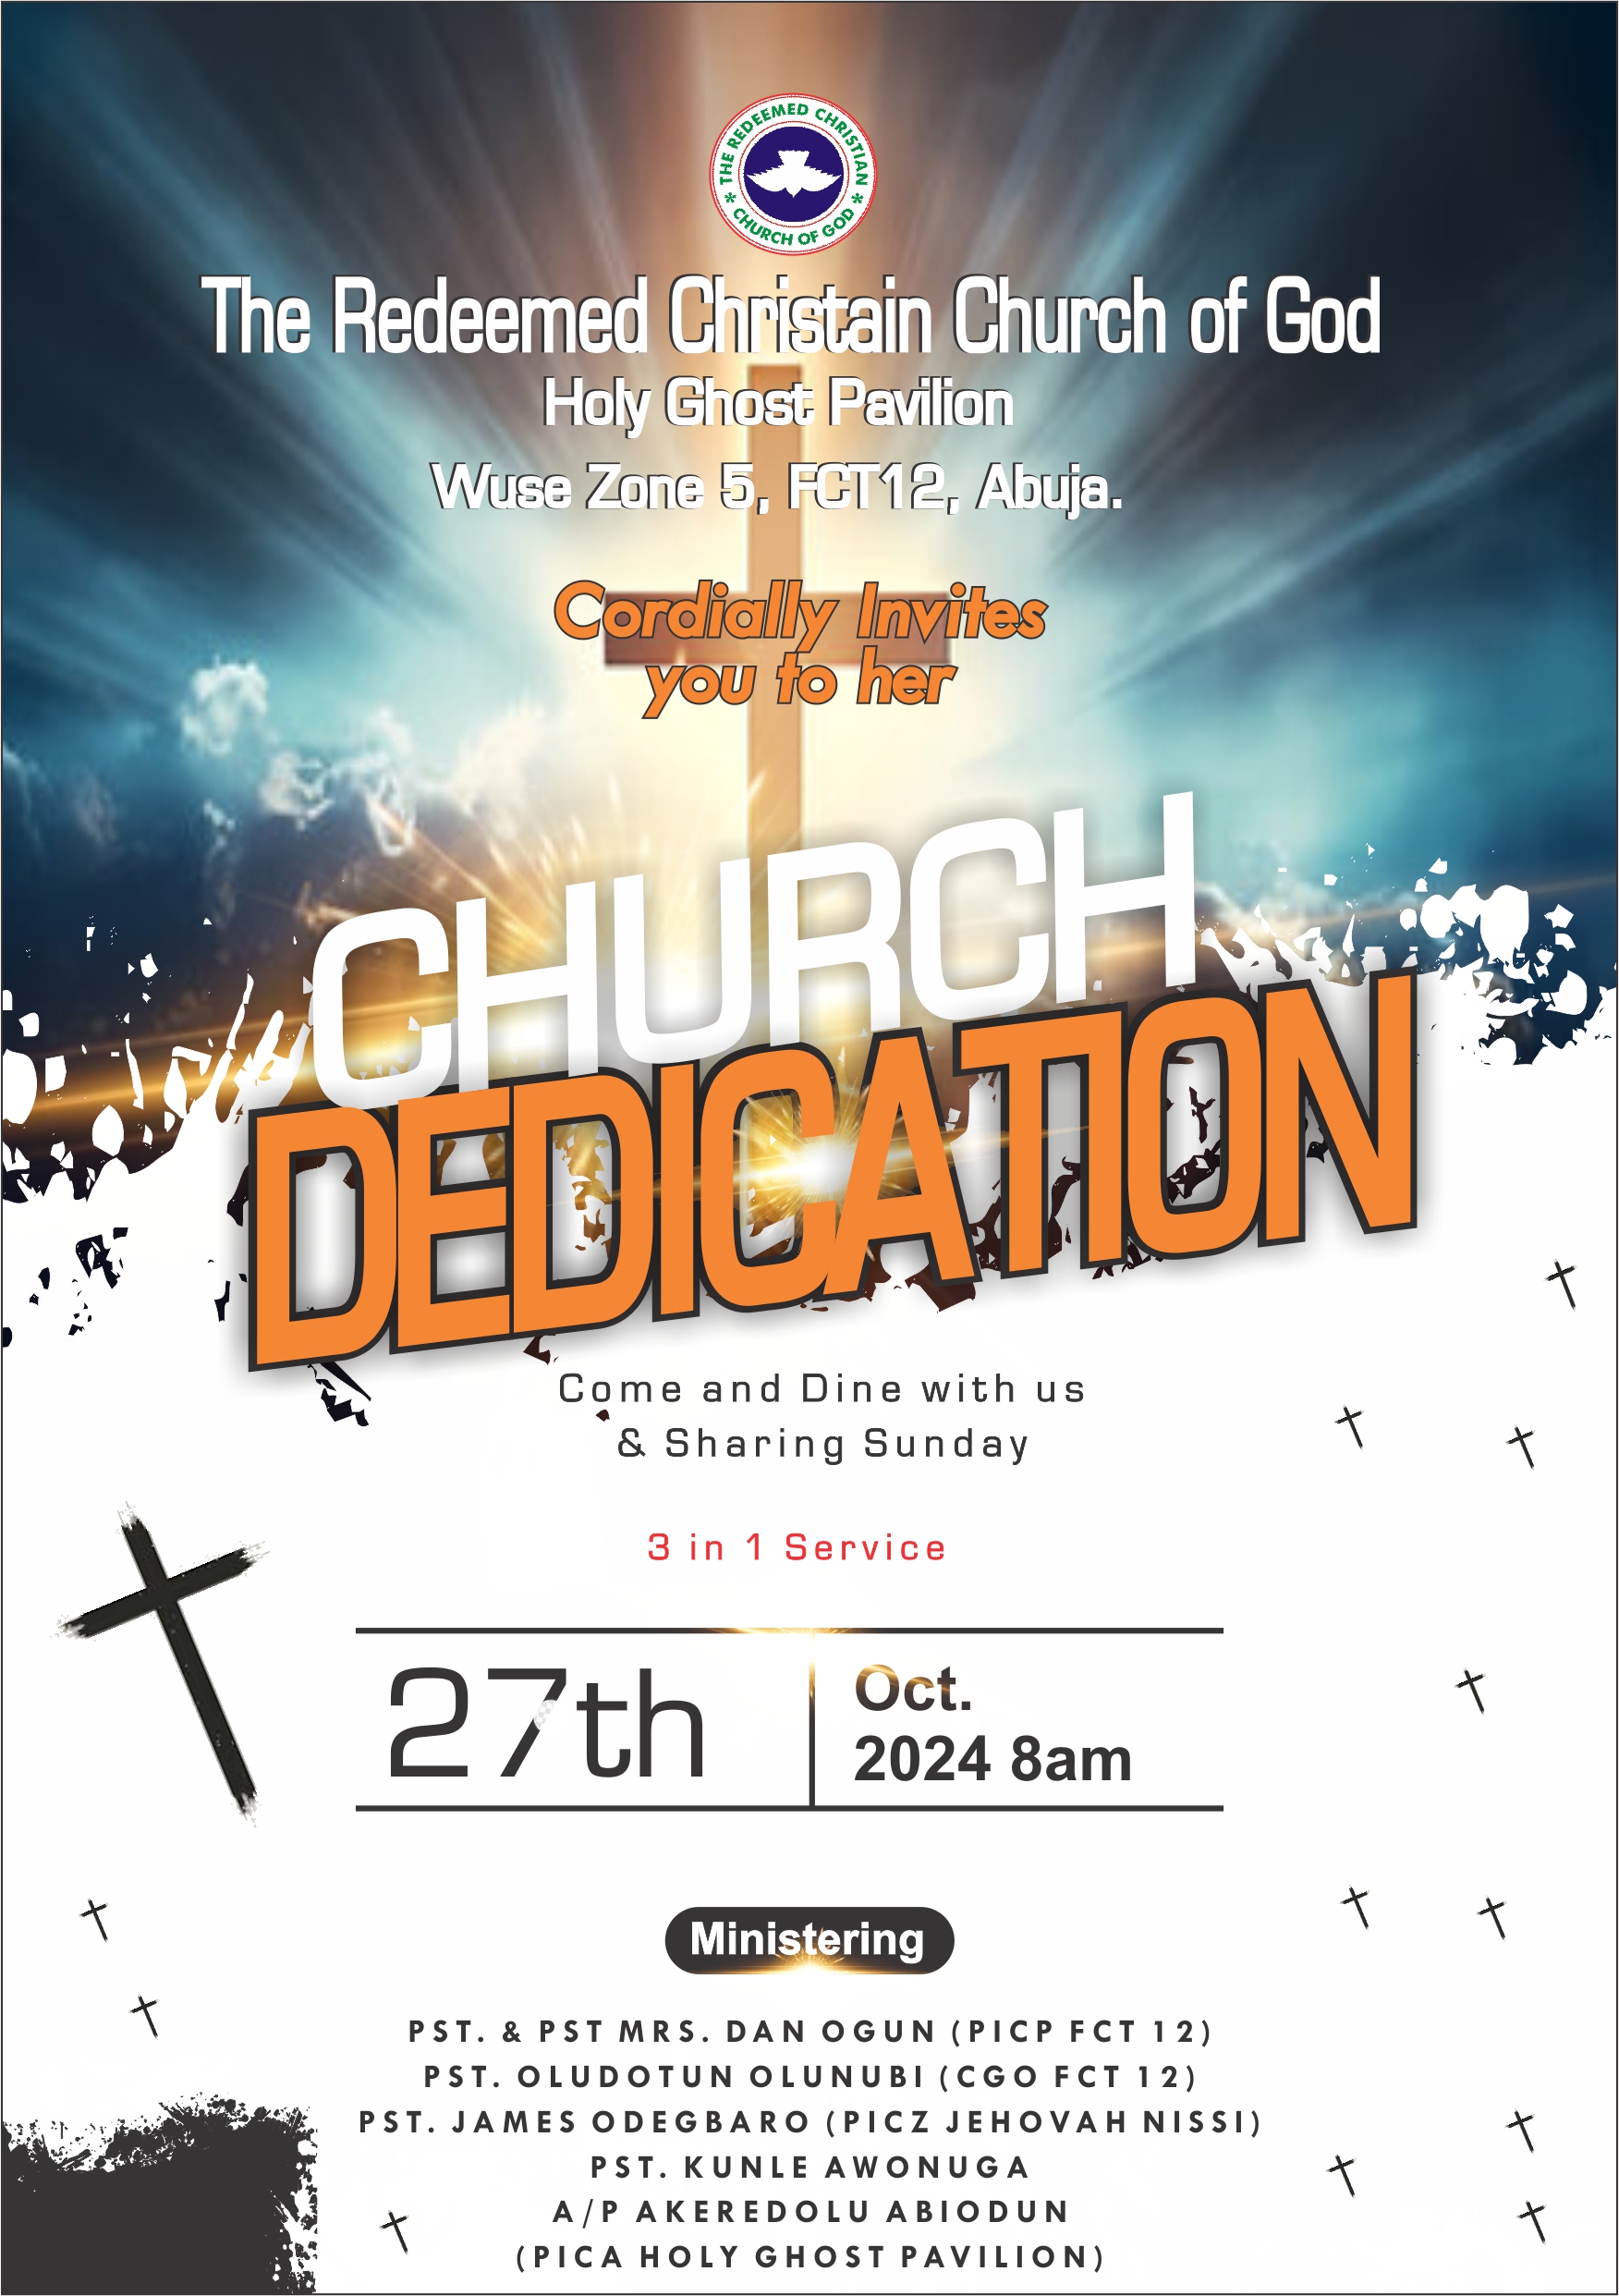 THE REDEEMED CHRISTIAN
* CHURCH OF GOD *
The Redeemed Christain Church of God
Holy Ghost Pavilion
Wuse Zone 5, FCT12, Abuja.
Cordially Invites
you to her
CHURCH
DEDICATION
Come and Dine with us
& Sharing Sunday
3 in 1 Service
27th
Oct.
2024 8am
Ministering
PST. & PST MRS. DAN OGUN (PICP FCT 12)
PST. OLUDOTUN OLUNUBI (CGO FCT 12)
PST. JAMES ODEGBARO (PICZ JEHOVAH NISSI)
PST. KUNLE AWONUGA
A/P AKEREDOLU ABIODUN
(PICA HOLY GHOST PAVILION)